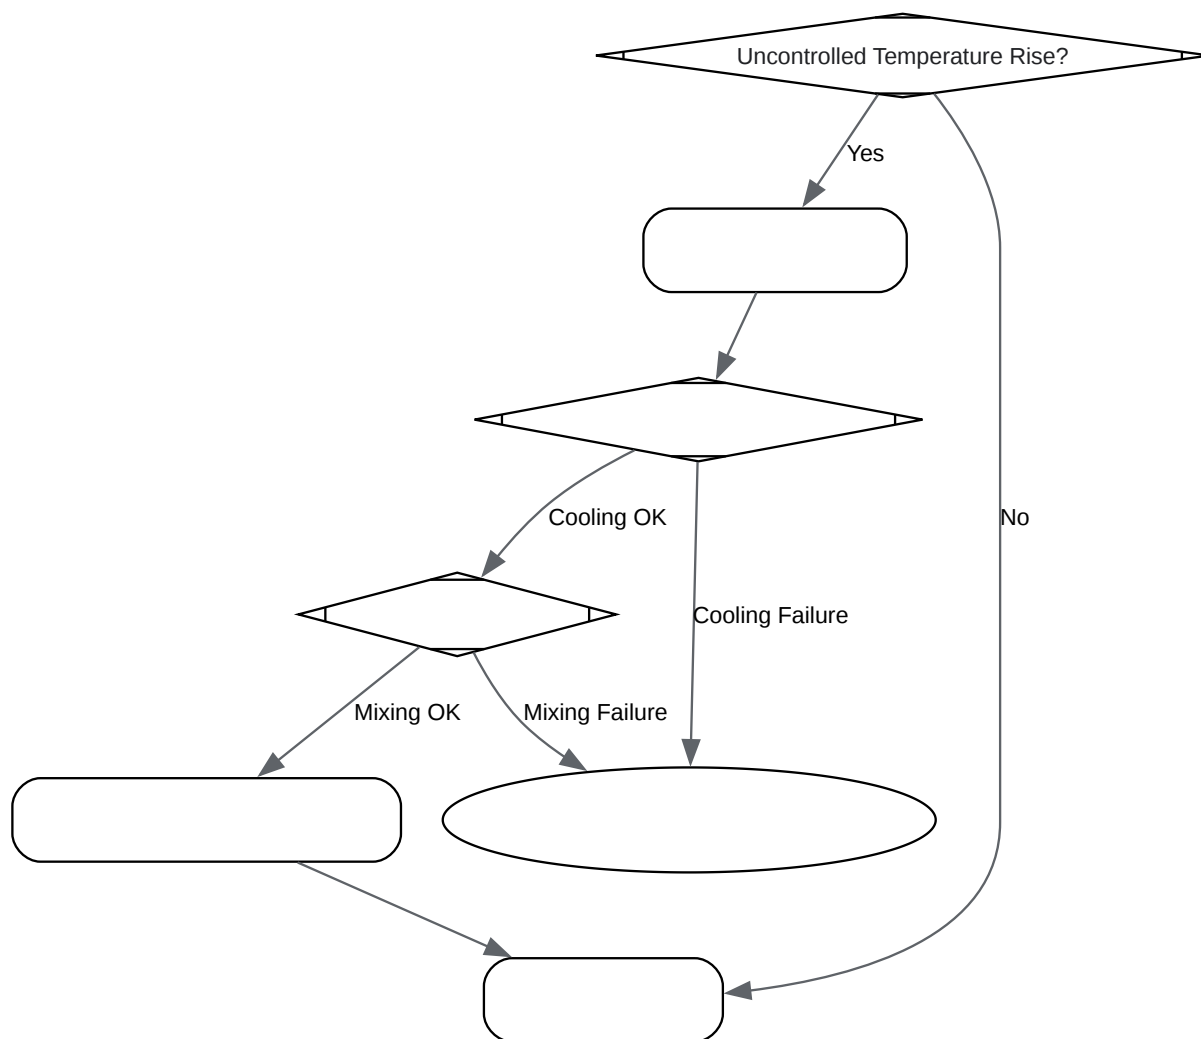 Uncontrolled Temperature Rise?
Yes
Cooling OK
No
Cooling Failure
Mixing OK
Mixing Failure